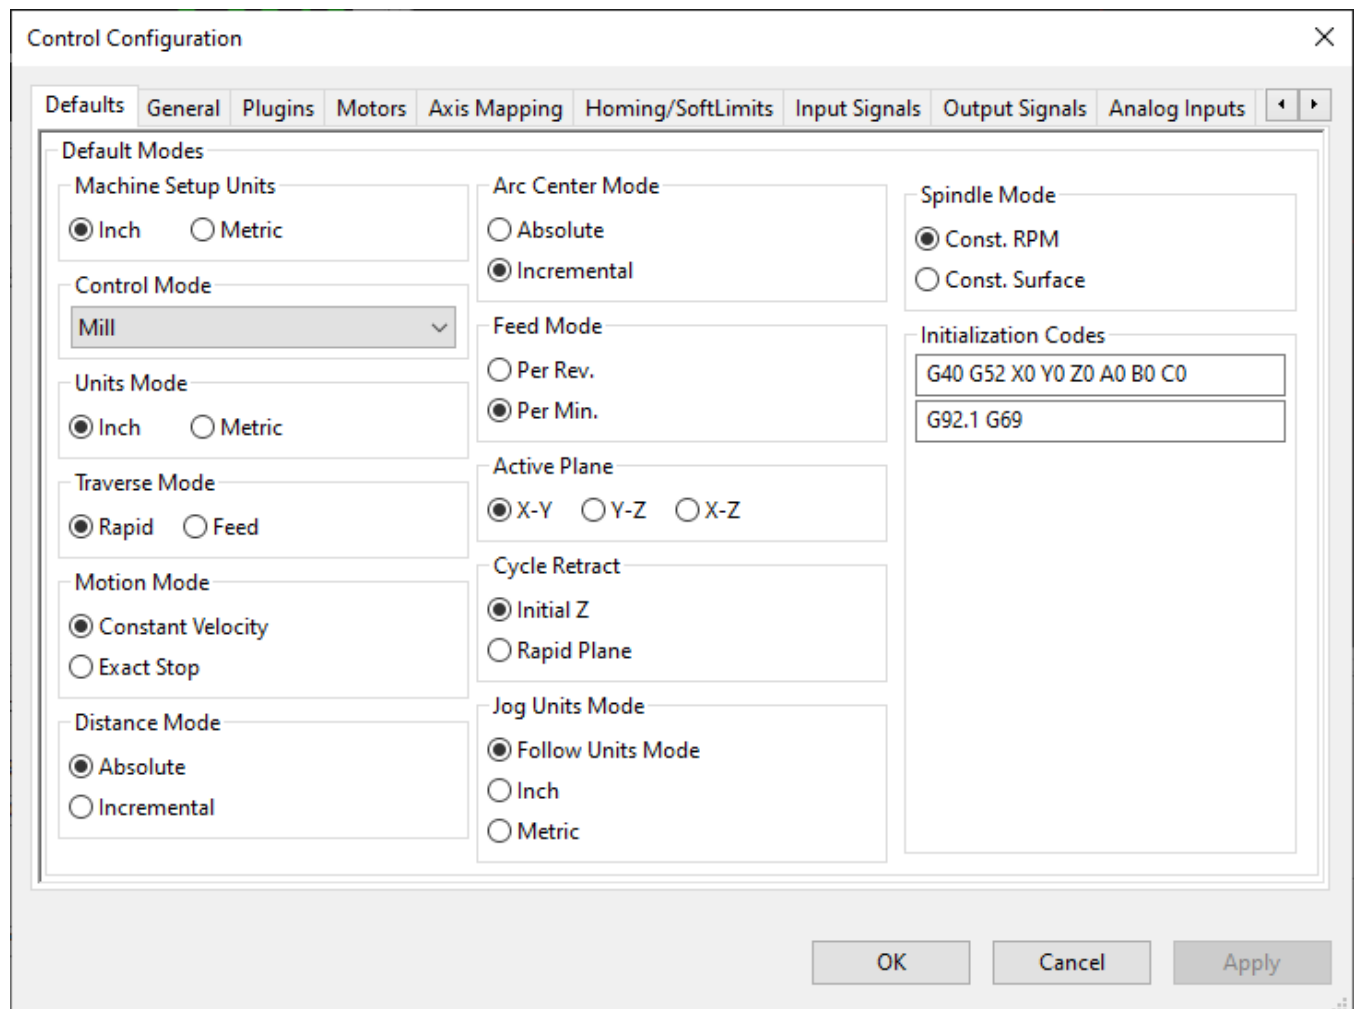 Control Configuration
Defaults General Plugins Motors Axis Mapping Homing/SoftLimits Input Signals Output Signals Analog Inputs
Default Modes
Machine Setup Units
Inch Metric
Control Mode
Mill
Units Mode
Inch Metric
Traverse Mode
Rapid Feed
Motion Mode
Constant Velocity
Exact Stop
Distance Mode
Absolute
Incremental
Arc Center Mode
Absolute
Incremental
Feed Mode
Per Rev.
Per Min.
Active Plane
X-Y Y-Z X-Z
Cycle Retract
Initial Z
Rapid Plane
Jog Units Mode
Follow Units Mode
Inch
Metric
Spindle Mode
Const. RPM
Const. Surface
Initialization Codes
G40 G52 X0 Y0 Z0 A0 B0 C0
G92.1 G69
OK Cancel Apply